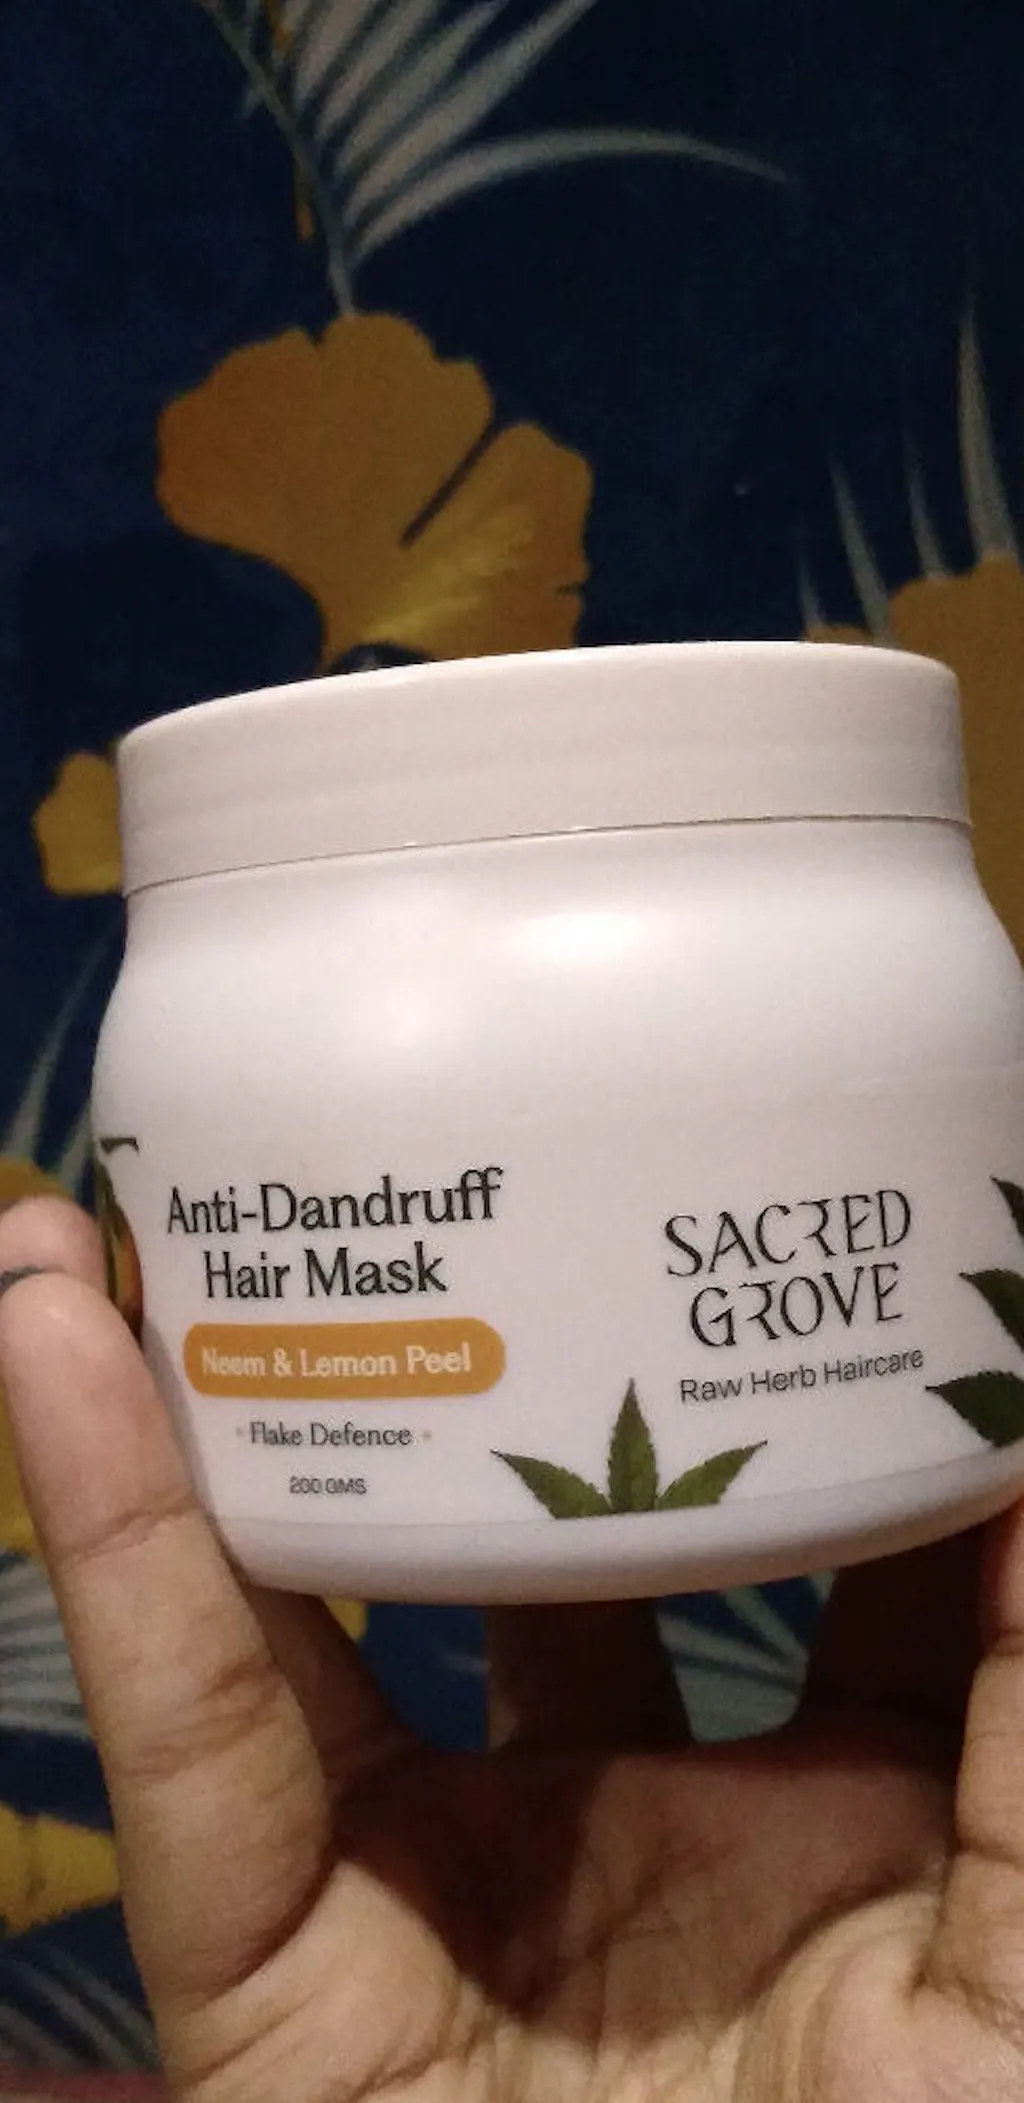 Anti-Dandruff
Hair Mask
Neem & Lemon Peel
• Flake Defence •
200 GMS
SACRED
GROVE
Raw Herb Haircare